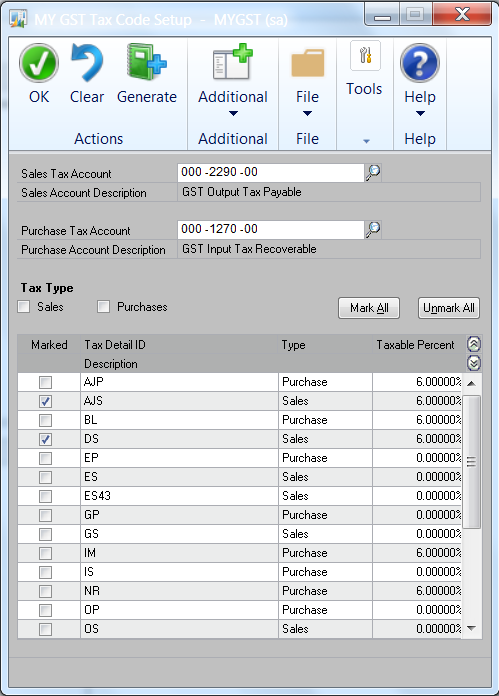 MY GST Tax Code Setup - MYGST (sa)
OK Clear Generate Additional File Tools Help
Actions Additional File Help
Sales Tax Account 000 -2290 -00
Sales Account Description GST Output Tax Payable
Purchase Tax Account 000 -1270 -00
Purchase Account Description GST Input Tax Recoverable
Tax Type
Sales Purchases Mark All Unmark All
Marked Tax Detail ID Type Taxable Percent
Description
AJP Purchase 6.00000%
AJS Sales 6.00000%
BL Purchase 6.00000%
DS Sales 6.00000%
EP Purchase 0.00000%
ES Sales 0.00000%
ES43 Sales 0.00000%
GP Purchase 0.00000%
GS Sales 0.00000%
IM Purchase 6.00000%
IS Purchase 0.00000%
NR Purchase 6.00000%
OP Purchase 0.00000%
OS Sales 0.00000%